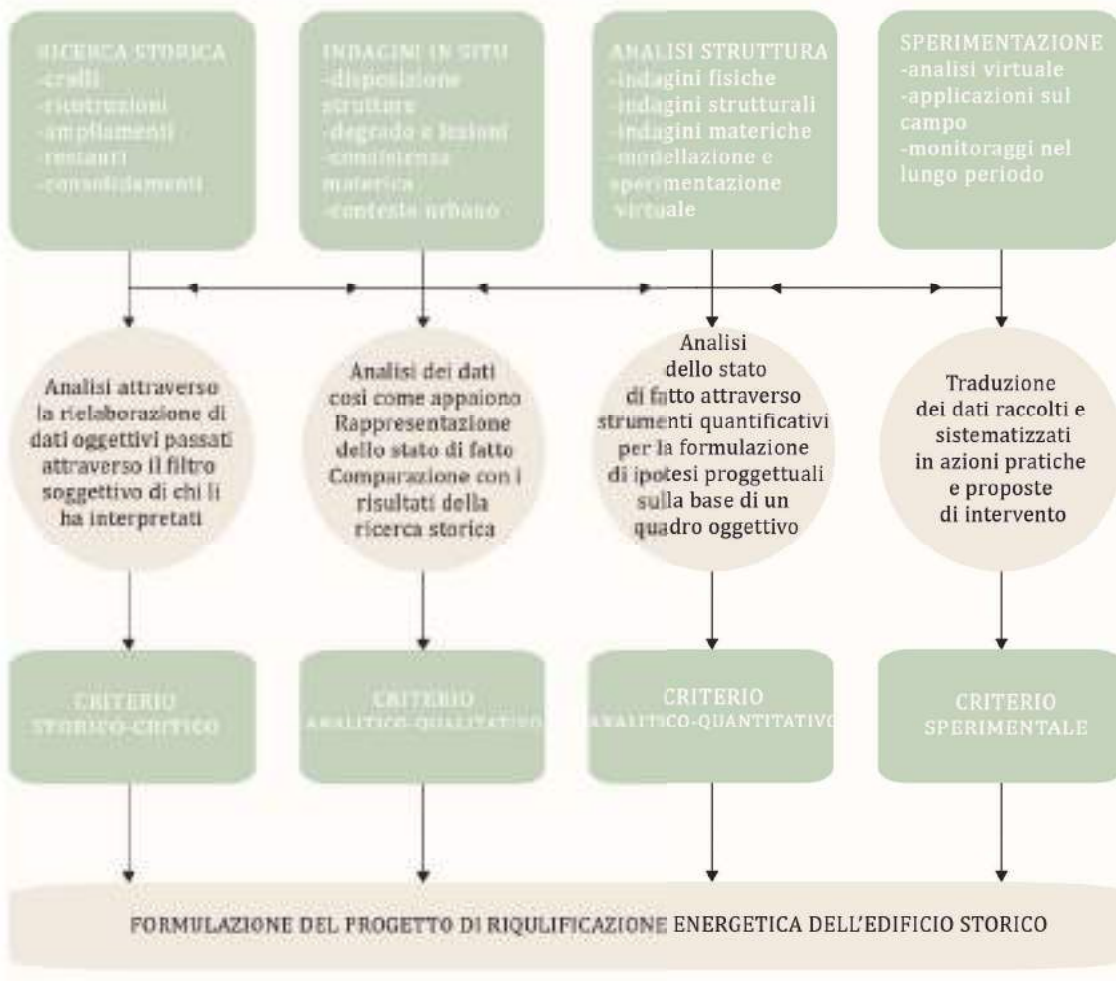 RICERCA STORICA
-crolli
-ricotruzioni
-ampliamenti
-restauri
-consolidamenti
INDAGINI IN SITU
-disposizione
strutture
-degrado e lesioni
-consistenza
materica
-contesto urbano
ANALISI STRUTTURA
-indagini fisiche
-indagini strutturali
-indagini materiche
-modellazione e
sperimentazione
virtuale
SPERIMENTAZIONE
-analisi virtuale
-applicazioni sul
campo
-monitoraggi nel
lungo periodo
Analisi attraverso
la rielaborazione di
dati oggettivi passati
attraverso il filtro
soggettivo di chi li
ha interpretati
Analisi dei dati
così come appaiono
Rappresentazione
dello stato di fatto
Comparazione con i
risultati della
ricerca storica
Analisi
dello stato
di fatto attraverso
strumenti quantificativi
per la formulazione
di ipotesi proggettuali
sulla base di un
quadro oggettivo
Traduzione
dei dati raccolti e
sistematizzati
in azioni pratiche
e proposte
di intervento
CRITERIO
STORICO-CRITICO
CRITERIO
ANALITICO-QUALITATIVO
CRITERIO
ANALITICO-QUANTITATIVO
CRITERIO
SPERIMENTALE
FORMULAZIONE DEL PROGETTO DI RIQULIFICAZIONE ENERGETICA DELL'EDIFICIO STORICO